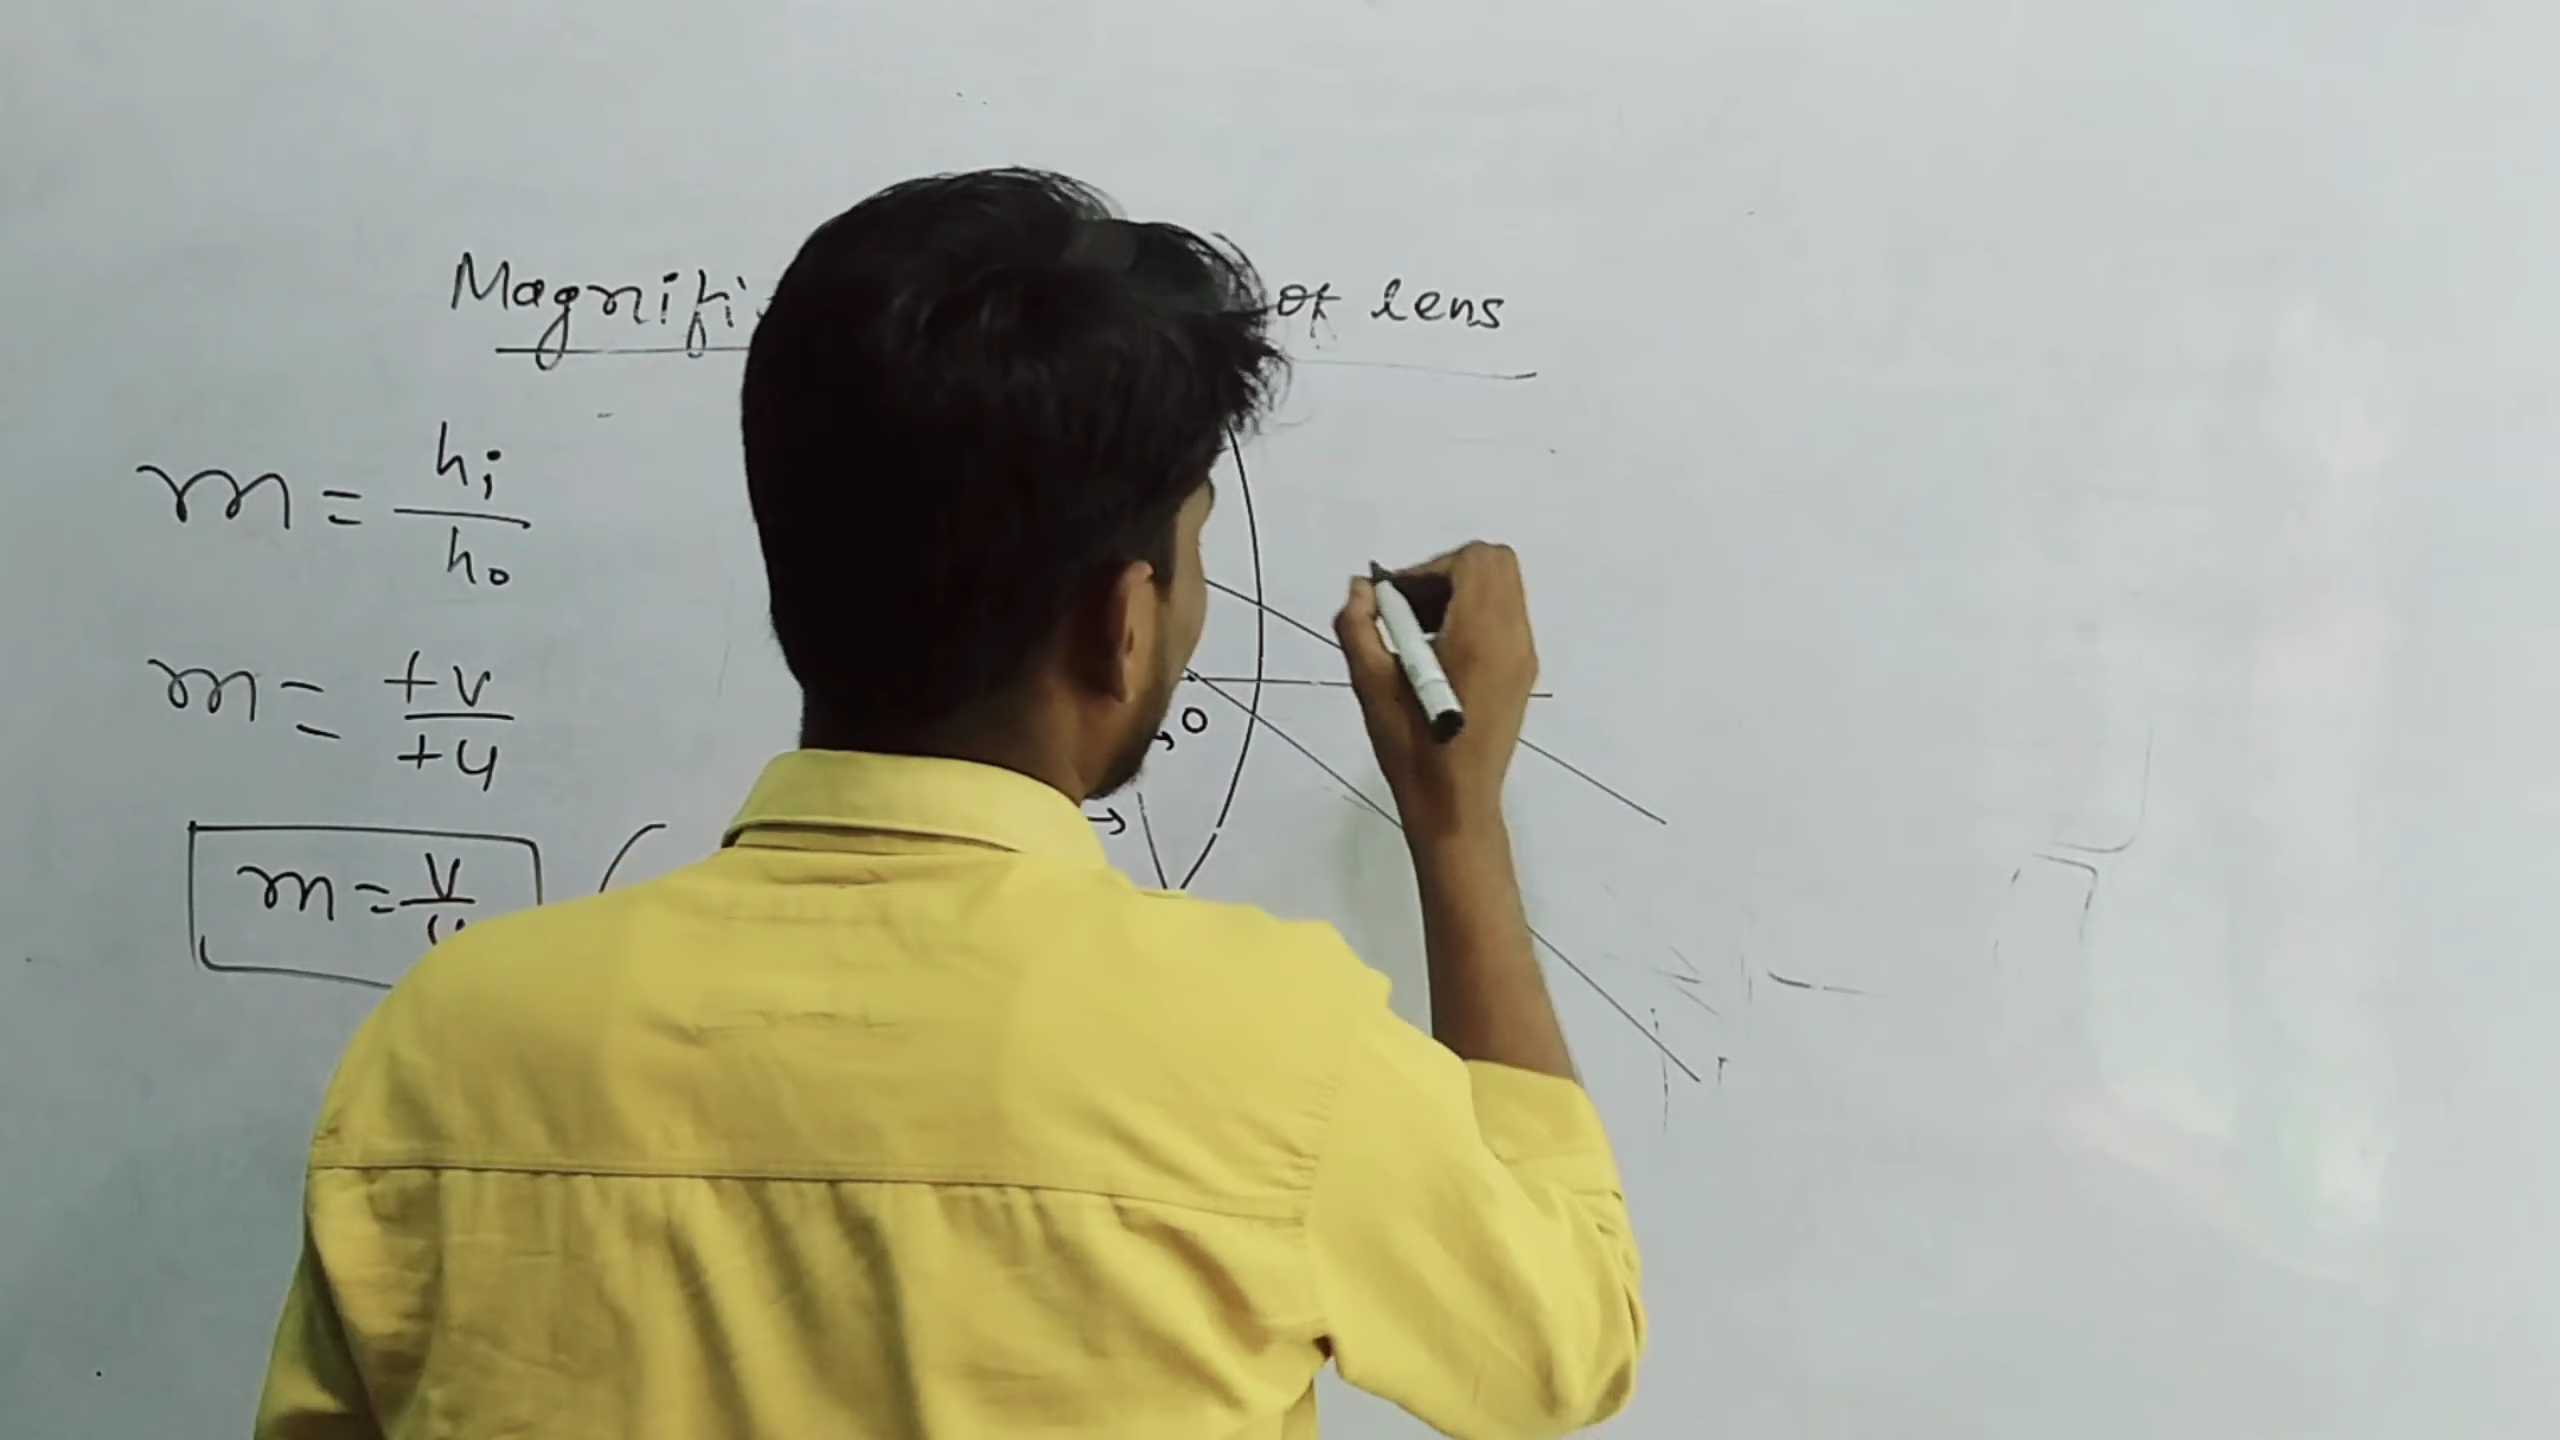 Magnifi of lens
m = hi / ho
m = +v / +u
m = v / u
O